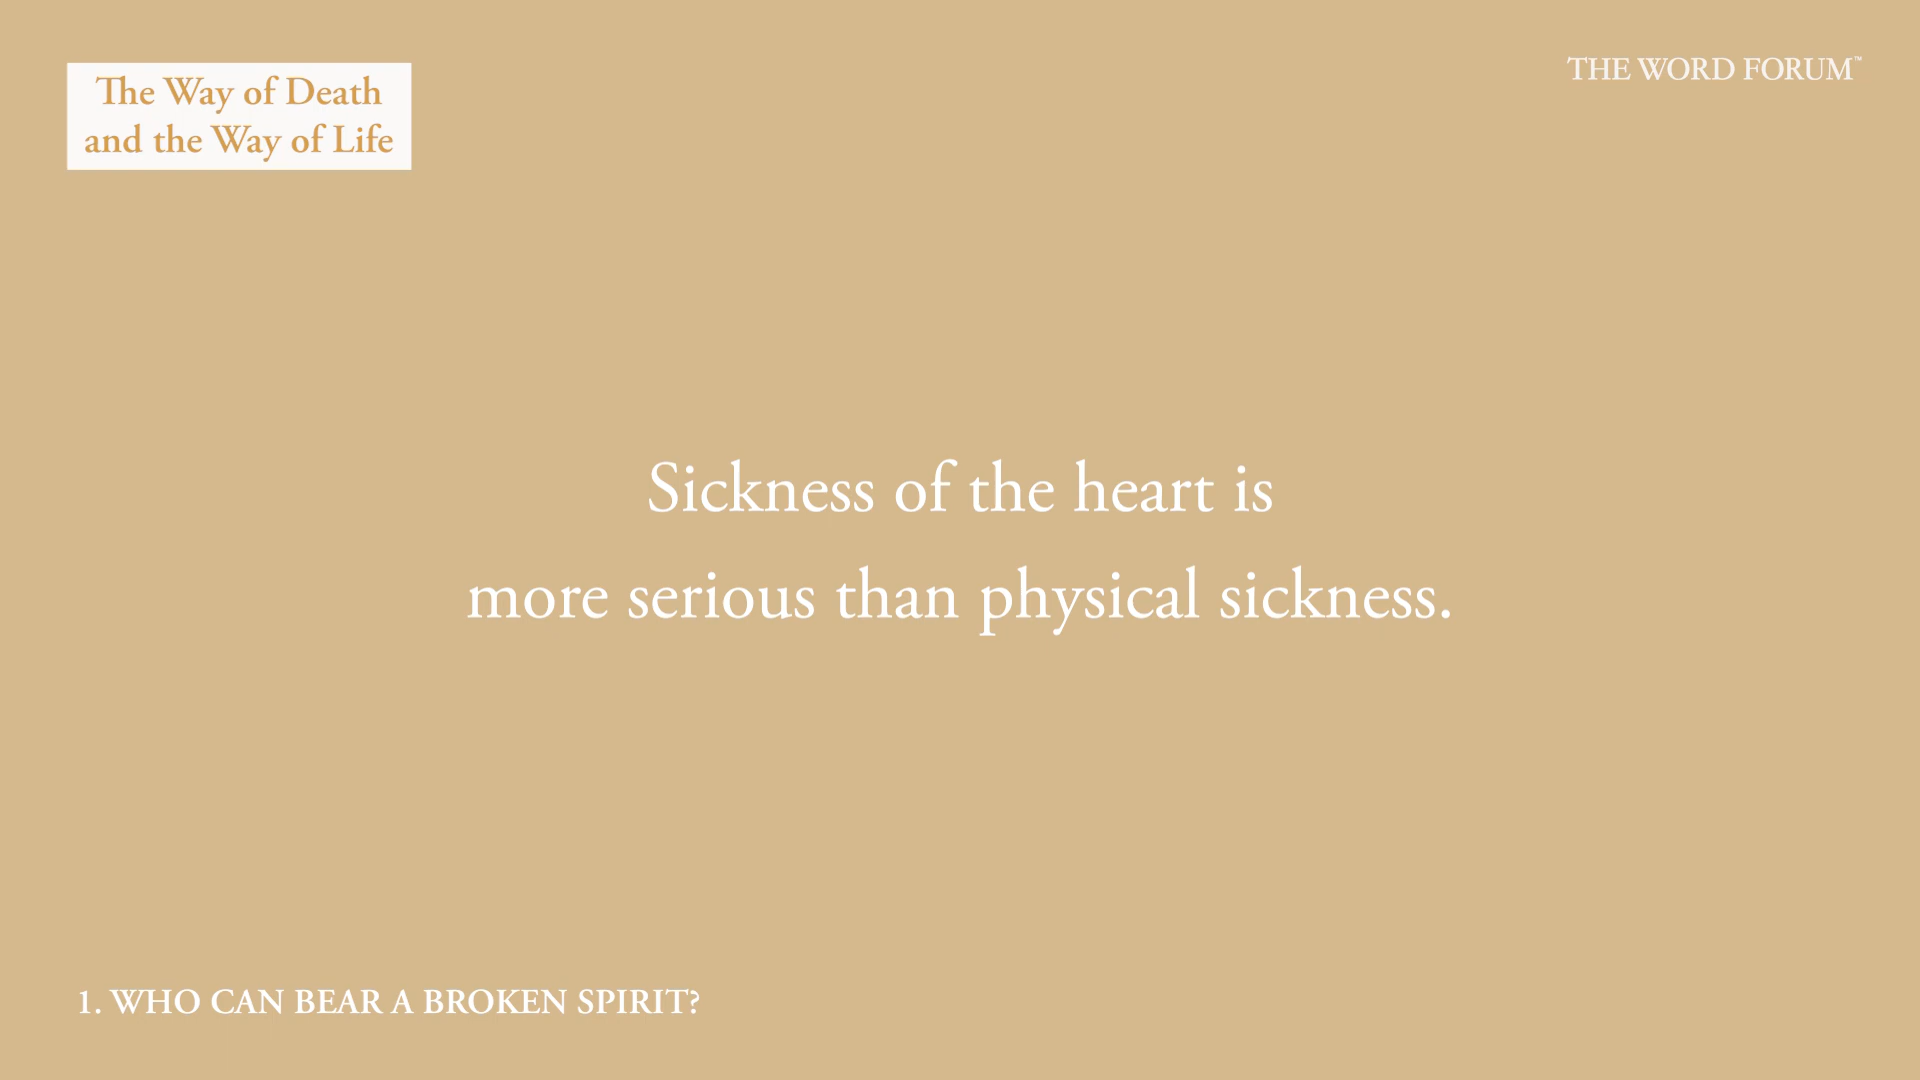 The Way of Death
and the Way of Life
THE WORD FORUM™
Sickness of the heart is
more serious than physical sickness.
1. WHO CAN BEAR A BROKEN SPIRIT?